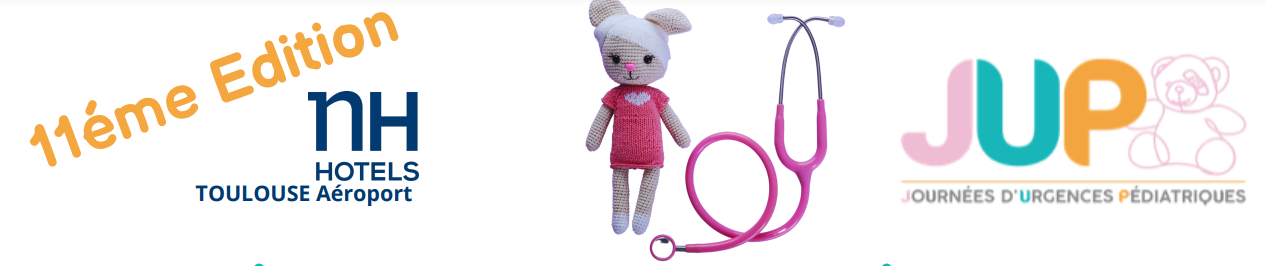 11éme Edition
nH
HOTELS
TOULOUSE Aéroport
JUP
JOURNÉES D'URGENCES PÉDIATRIQUES